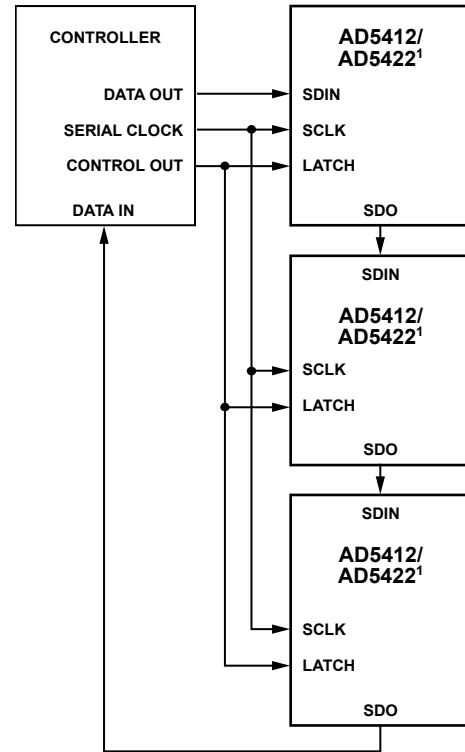 CONTROLLER
DATA OUT
SERIAL CLOCK
CONTROL OUT
DATA IN
AD5412/
AD5422¹
SDIN
SCLK
LATCH
SDO
SDIN
AD5412/
AD5422¹
SCLK
LATCH
SDO
SDIN
AD5412/
AD5422¹
SCLK
LATCH
SDO